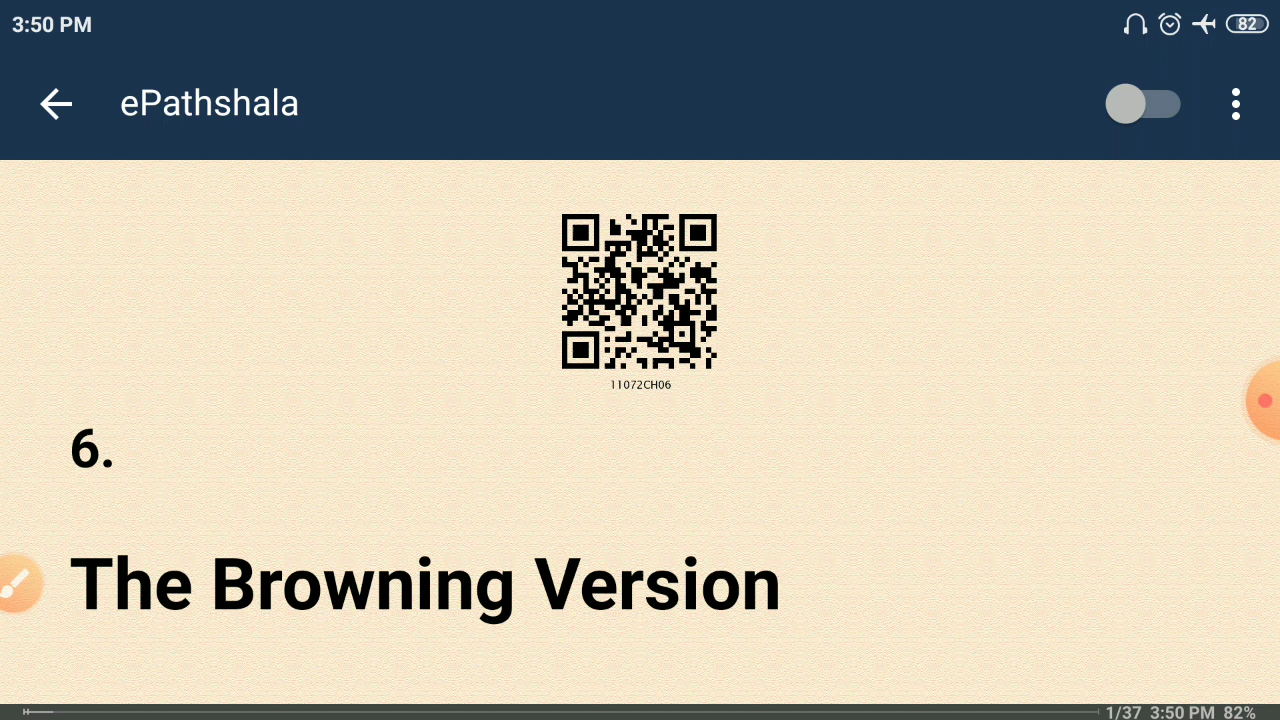 3:50 PM 82
ePathshala
11072CH06
6.
The Browning Version
1/37 3:50 PM 82%